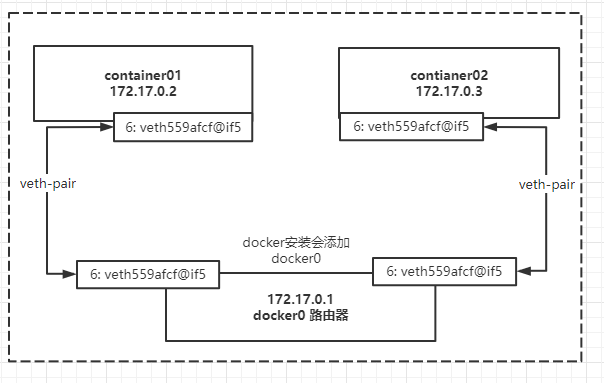 container01
172.17.0.2
contianer02
172.17.0.3
6: veth559afcf@if5
6: veth559afcf@if5
veth-pair
veth-pair
docker安装会添加
docker0
6: veth559afcf@if5
6: veth559afcf@if5
172.17.0.1
docker0 路由器